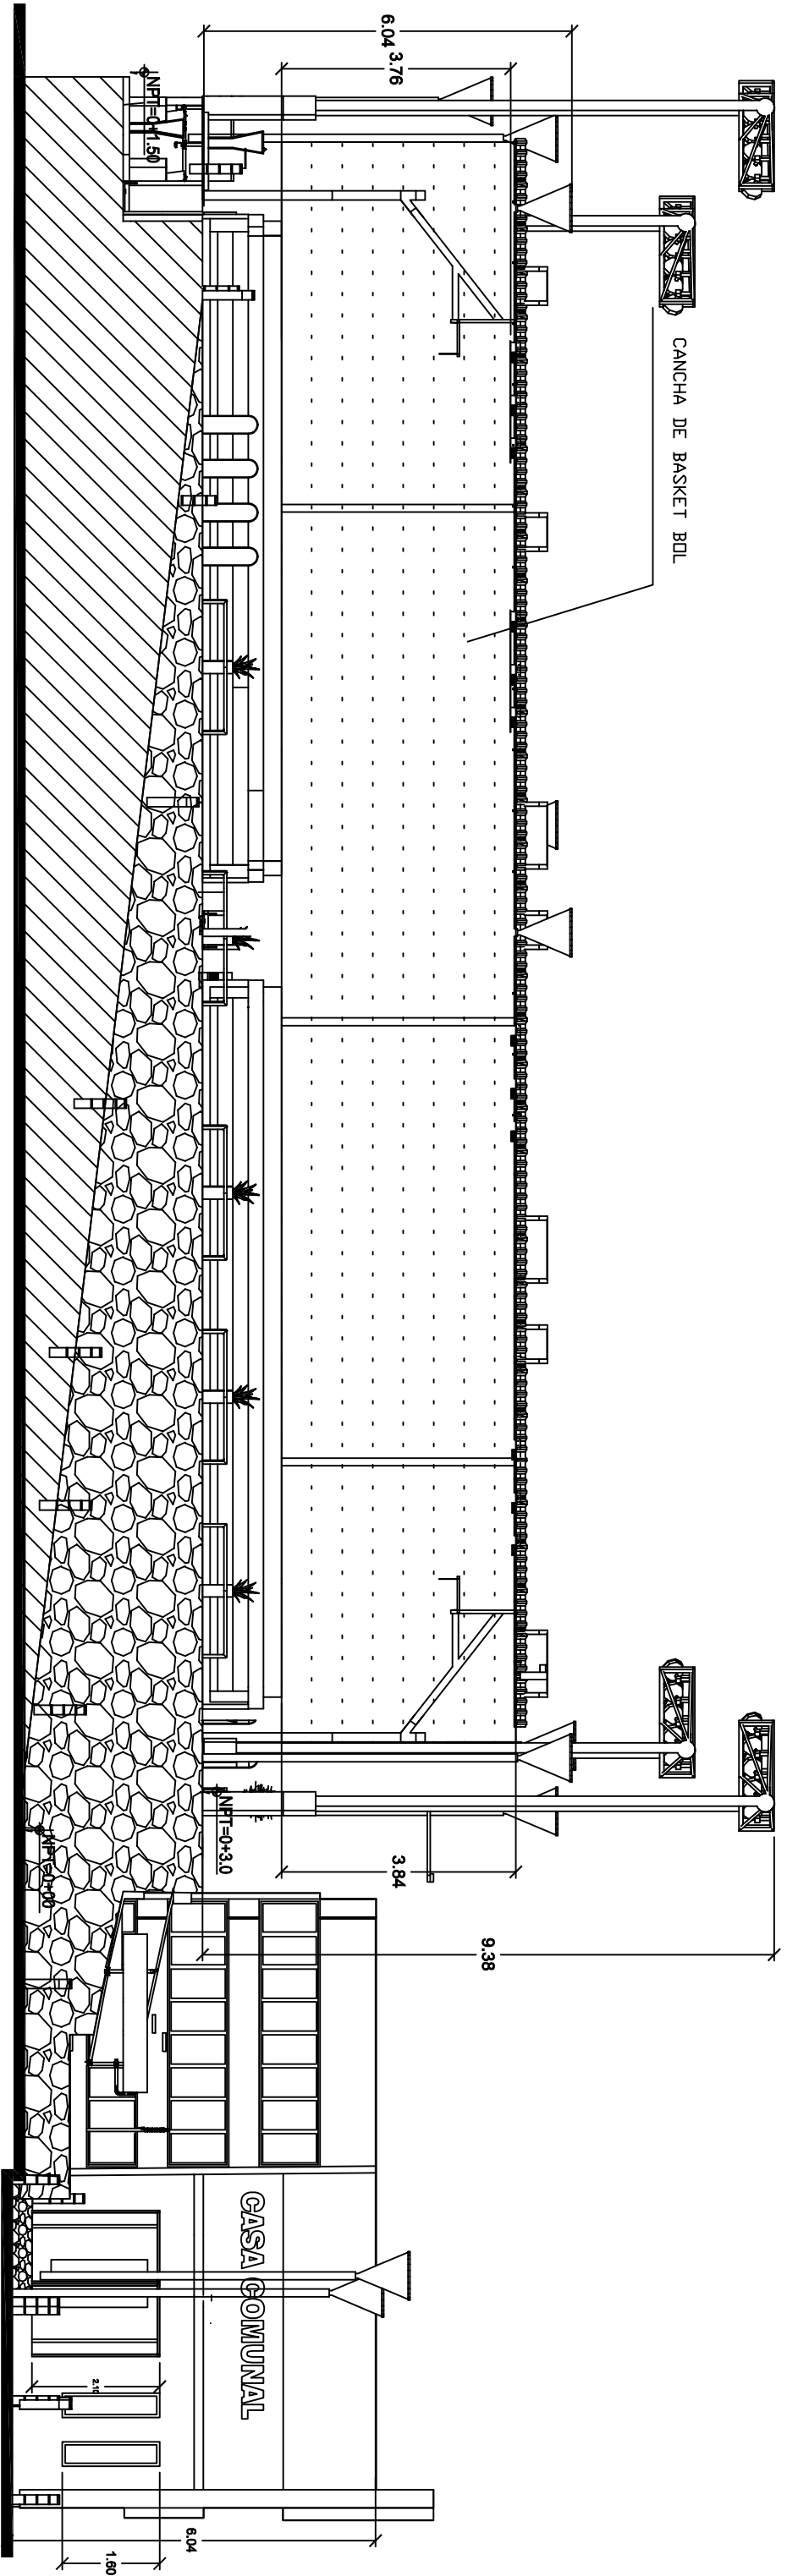 6.04
3.76
NPT=0+1.50
CANCHA DE BASKET BOL
NPT=0+3.0
NPT=0+00
3.84
9.38
CASA COMUNAL
2.10
6.04
1.60